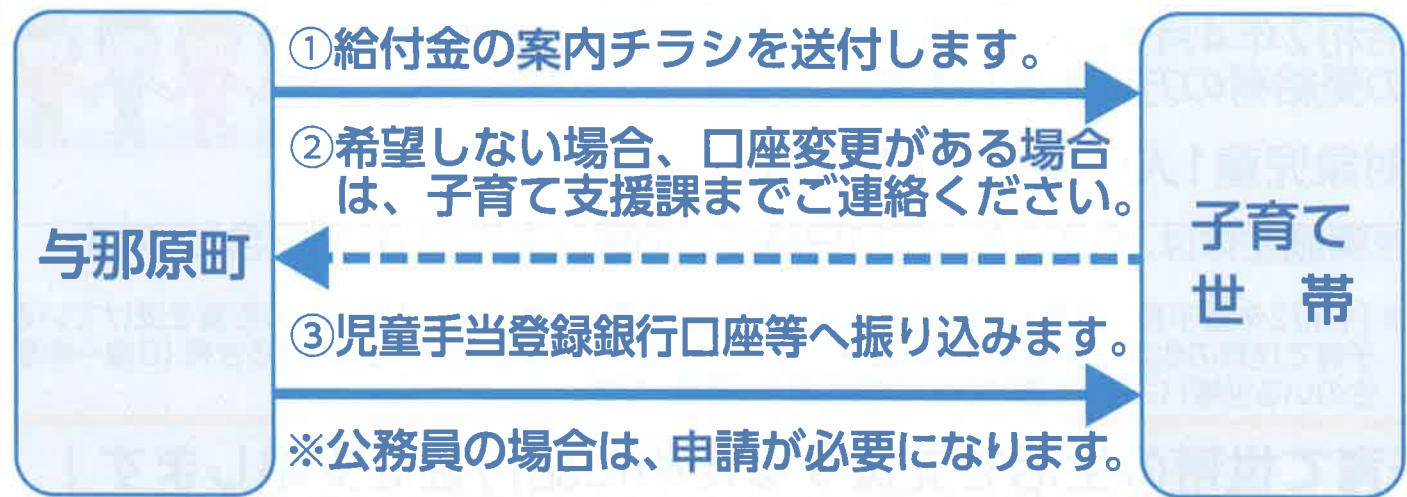 ①給付金の案内チラシを送付します。
②希望しない場合、口座変更がある場合
は、子育て支援課までご連絡ください。
与那原町
子育て
世 帯
③児童手当登録銀行口座等へ振り込みます。
※公務員の場合は、申請が必要になります。